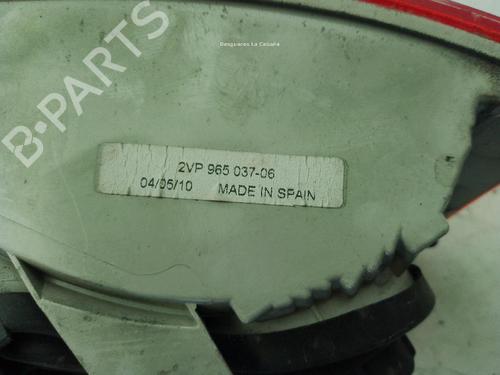 Desguaces La Cabaña
B-PARTS
2VP 965 037-06
04/05/10 MADE IN SPAIN